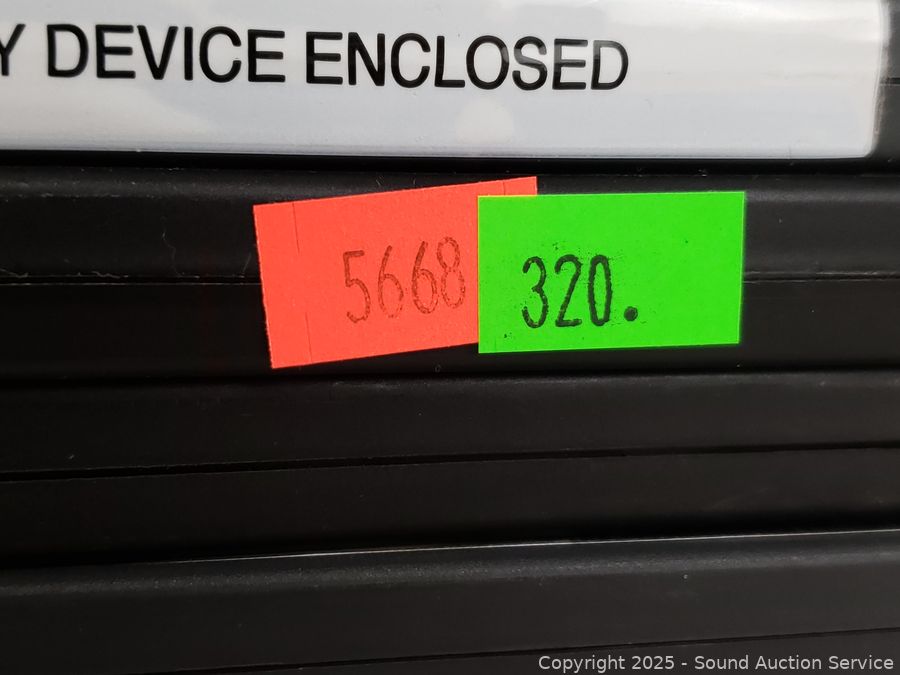 Y DEVICE ENCLOSED
5668
320.
Copyright 2025 - Sound Auction Service